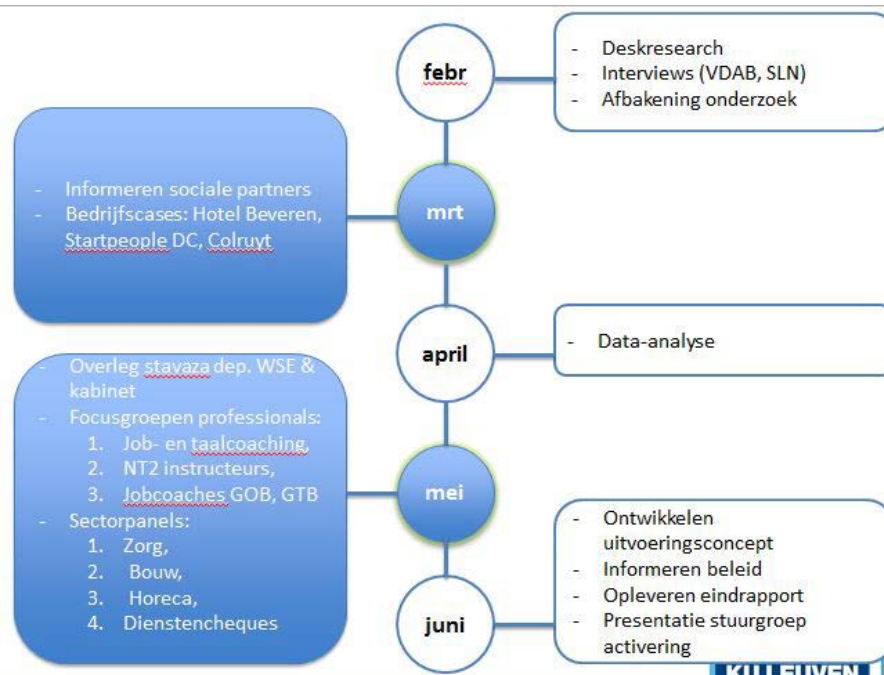 febr
- Deskresearch
- Interviews (VDAB, SLN)
- Afbakening onderzoek
mrt
- Informeren sociale partners
- Bedrijfscases: Hotel Beveren,
Startpeople DC, Colruyt
april
- Data-analyse
mei
- Overleg stavaza dep. WSE &
kabinet
- Focusgroepen professionals:
1. Job- en taalcoaching,
2. NT2 instructeurs,
3. Jobcoaches GOB, GTB
- Sectorpanels:
1. Zorg,
2. Bouw,
3. Horeca,
4. Dienstencheques
juni
- Ontwikkelen
uitvoeringsconcept
- Informeren beleid
- Opleveren eindrapport
- Presentatie stuurgroep
activering
KU LEUVEN